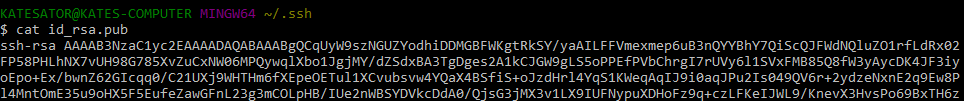 KATESATOR@KATES-COMPUTER MINGW64 ~/.ssh
$ cat id_rsa.pub
ssh-rsa AAAAB3NzaC1yc2EAAAADAQABAAABgQCqUyW9szNGUZYodhiDDMGBFWKgtRkSY/yaAILFFVmexmep6uB3nQYYBhY7QiScQJFWdNQluZO1rfLdRx02
FP58PHLhNX7vUH98G785XvZuCxNW06MPQywqlXbo1JgjMY/dZSdxBA3TgDges2A1kCJGW9gLS5oPPEfPVbChrgI7rUVy6l1SVxFMB85Q8fW3yAycDK4JF3iy
oEpo+Ex/bwnZ62GIcqq0/C21UXj9WHTHm6fXEpeOETul1XCvubsvw4YQaX4BSfiS+oJzdHrl4YqS1KWeqAqIJ9i0aqJPu2Is049QV6r+2ydzeNxnE2q9Ew8P
l4MntOmE35u9oHX5F5EufeZawGFnL23g3mCOLpHB/IUe2nWBSYDVkcDdA0/QjsG3jMX3v1LX9IUFNypuXDHoFz9q+czLFKeIJWL9/KnevX3HvsPo69BxTH6z